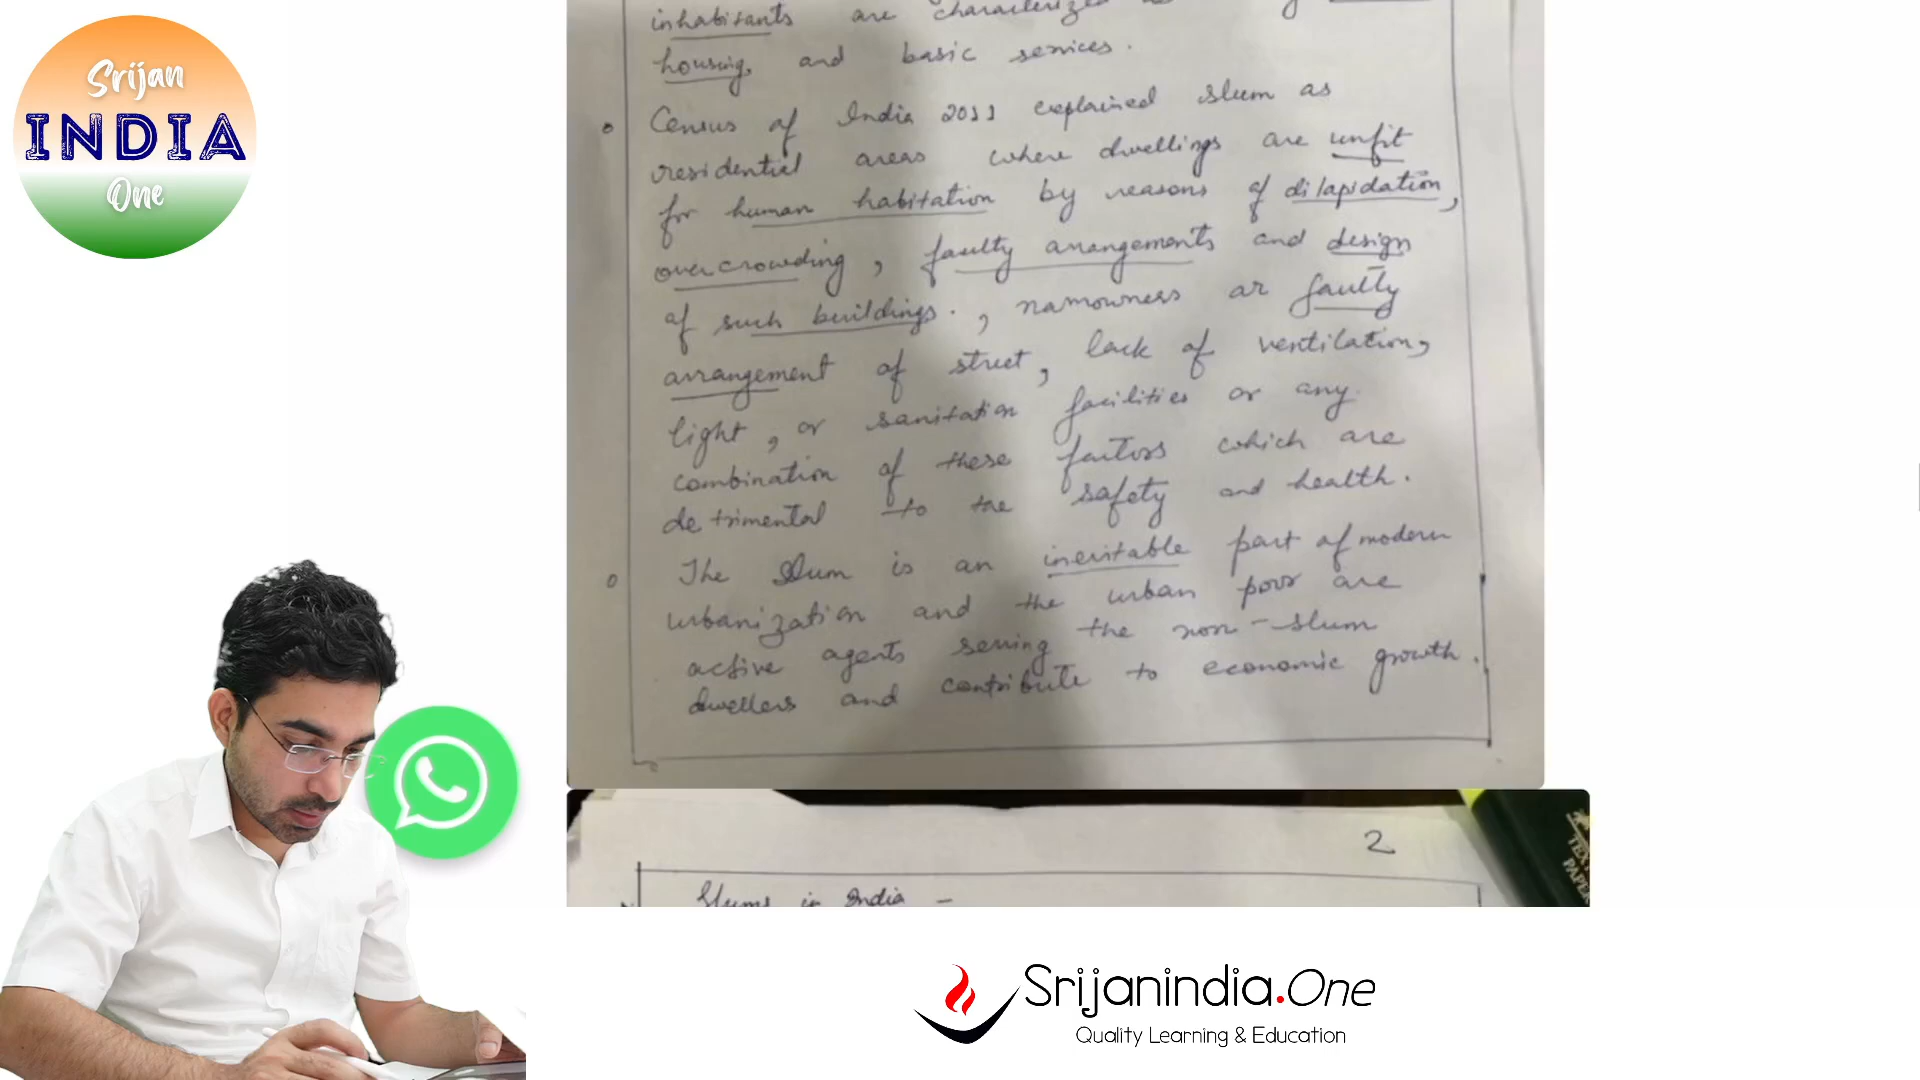 Srijan
INDIA
One
inhabitants are characterized
housing, and basic services.
Census of India 2011 explained slum as
residential areas where dwellings are unfit
for human habitation by reasons of dilapidation,
overcrowding, faulty arrangements and design
of such buildings., narrowness or faulty
arrangement of street, lack of ventilation,
light, or sanitation facilities or any
combination of these factors which are
detrimental to the safety and health.
The Slum is an inevitable part of modern
urbanization and the urban poor are
active agents serving the non-slum
dwellers and contribute to economic growth.
2
Slums in India -
Srijanindia.One
Quality Learning & Education